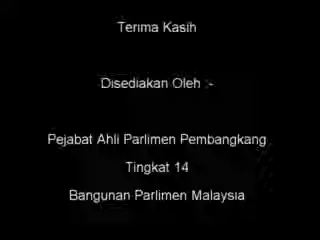 Terima Kasih
Disediakan Oleh :-
Pejabat Ahli Parlimen Pembangkang
Tingkat 14
Bangunan Parlimen Malaysia